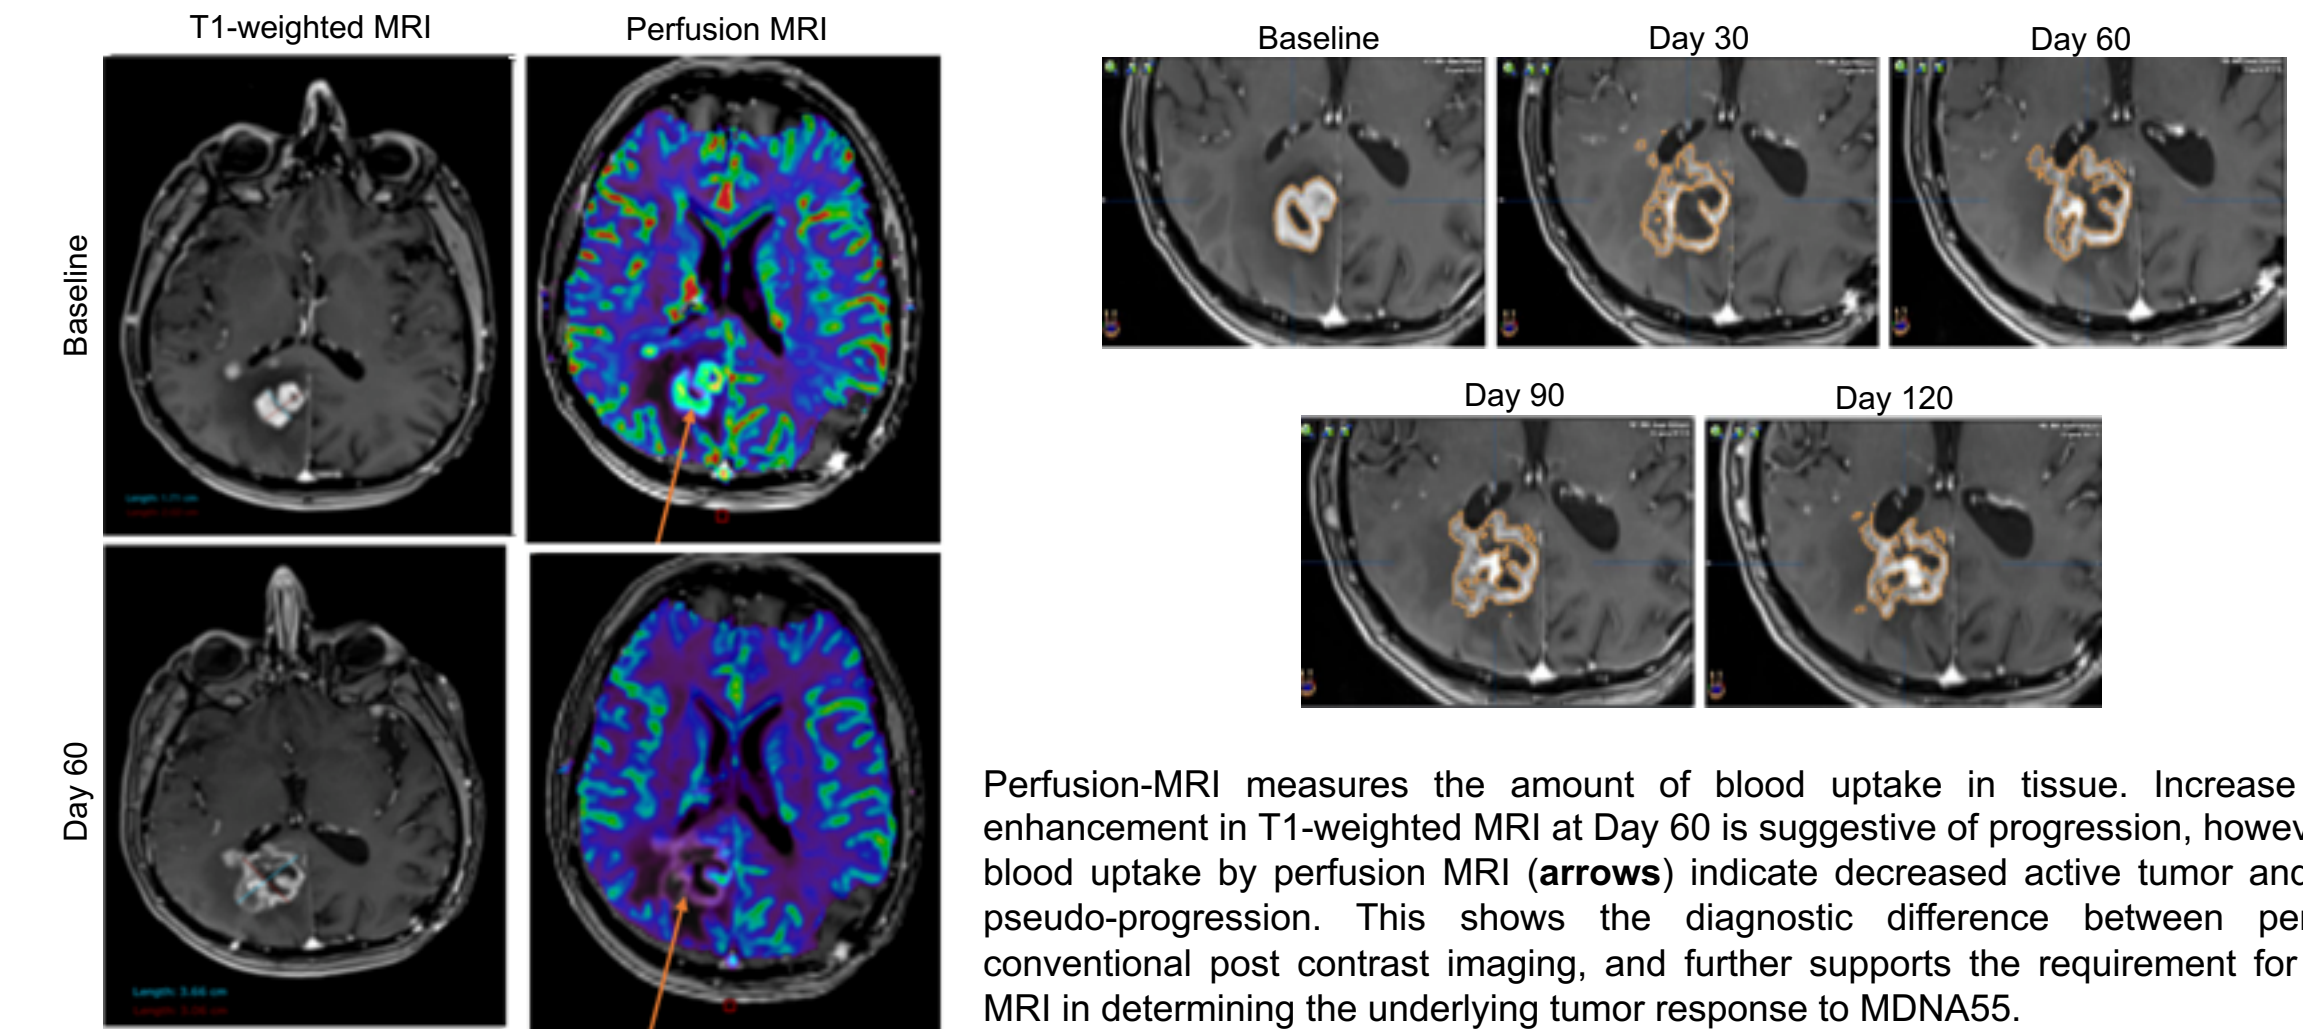 T1-weighted MRI
Perfusion MRI
Baseline
Day 60
Baseline
Day 30
Day 60
Day 90
Day 120
Length: 3.66 cm
Perfusion-MRI measures the amount of blood uptake in tissue. Increase
enhancement in T1-weighted MRI at Day 60 is suggestive of progression, howev
blood uptake by perfusion MRI (arrows) indicate decreased active tumor and
pseudo-progression. This shows the diagnostic difference between per
conventional post contrast imaging, and further supports the requirement for
MRI in determining the underlying tumor response to MDNA55.